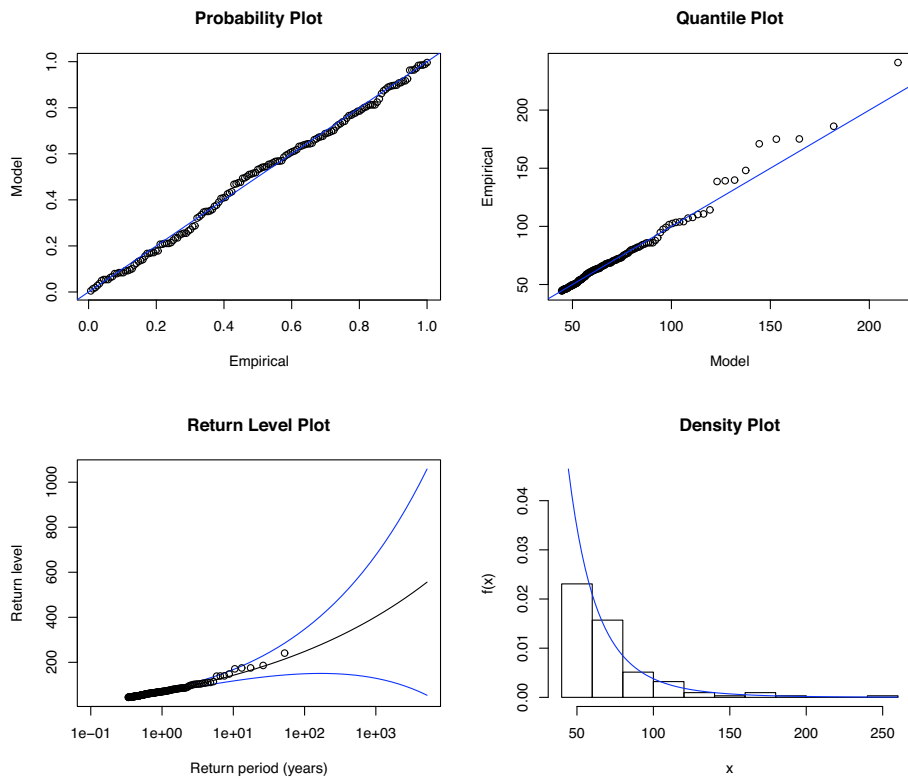 Probability Plot
Model
0.0 0.2 0.4 0.6 0.8 1.0
0.0 0.2 0.4 0.6 0.8 1.0
Empirical
Quantile Plot
Empirical
50 100 150 200
50 100 150 200
Model
Return Level Plot
Return level
200 400 600 800 1000
1e−01 1e+00 1e+01 1e+02 1e+03
Return period (years)
Density Plot
f(x)
0.00 0.01 0.02 0.03 0.04
50 100 150 200 250
x